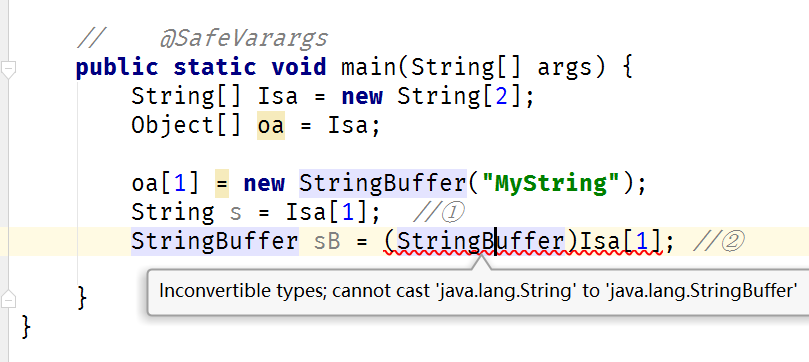 //    @SafeVarargs
public static void main(String[] args) {
String[] Isa = new String[2];
Object[] oa = Isa;
oa[1] = new StringBuffer("MyString");
String s = Isa[1];  //①
StringBuffer sB = (StringBuffer)Isa[1]; //②
Inconvertible types; cannot cast 'java.lang.String' to 'java.lang.StringBuffer'
}
}